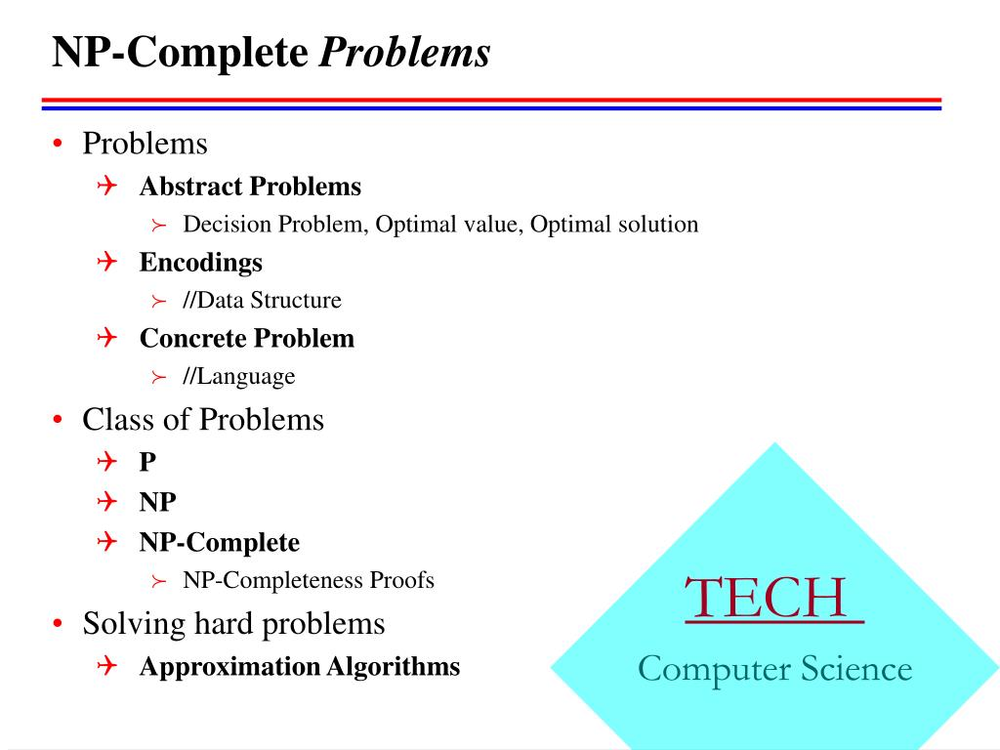 NP-Complete Problems
• Problems
✈ Abstract Problems
≻ Decision Problem, Optimal value, Optimal solution
✈ Encodings
≻ //Data Structure
✈ Concrete Problem
≻ //Language
• Class of Problems
✈ P
✈ NP
✈ NP-Complete
≻ NP-Completeness Proofs
• Solving hard problems
✈ Approximation Algorithms
TECH
Computer Science